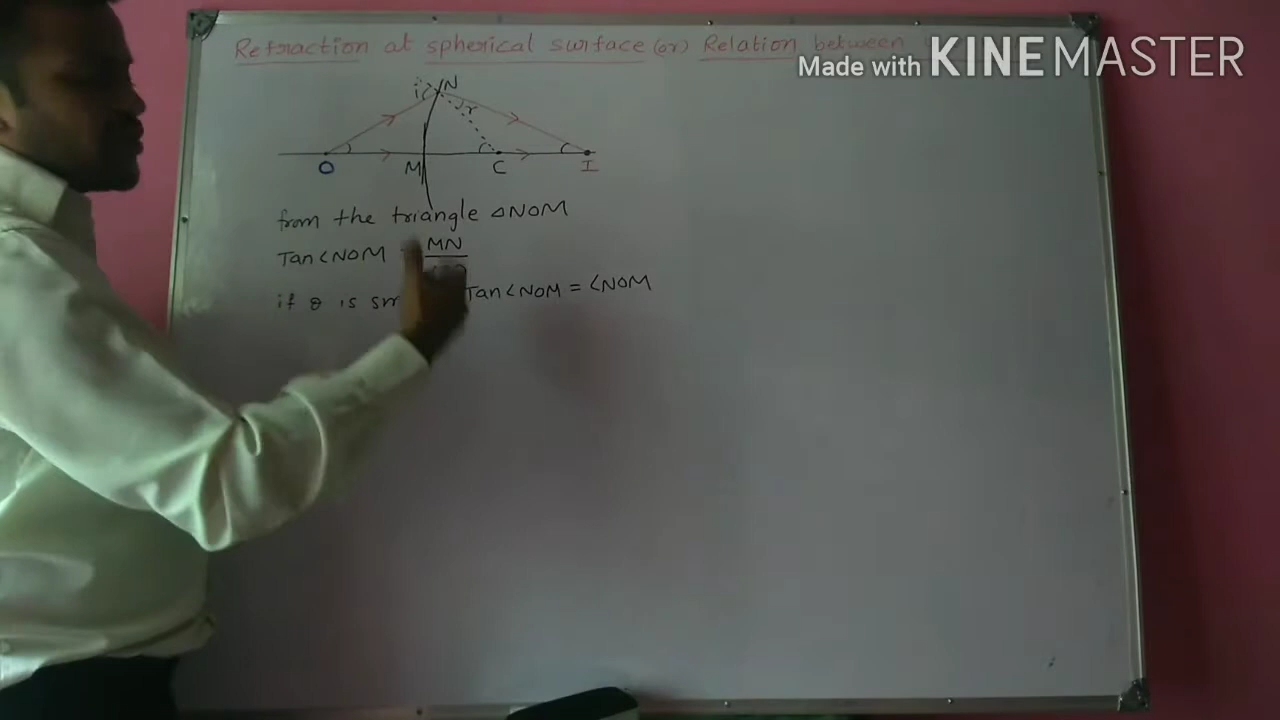 Refraction at spherical surface (or) Relation between
Made with KINEMASTER
i N
r
O M C I
from the triangle △NOM
Tan<NOM MN
if θ is Tan<NOM = <NOM